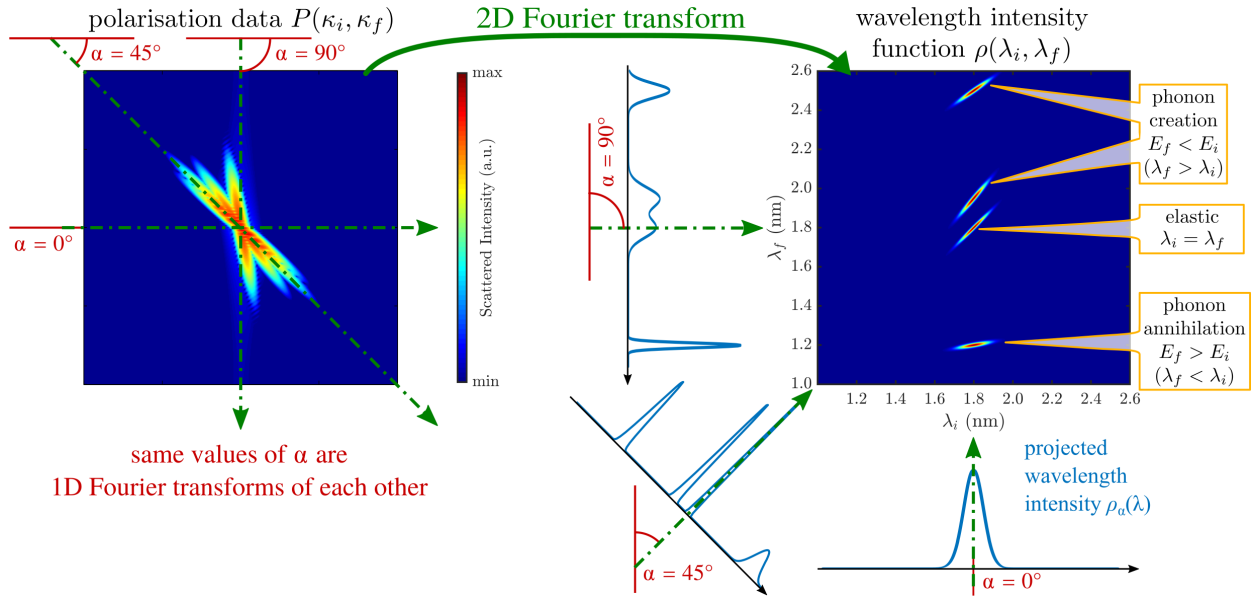 polarisation data P(κi, κf)
2D Fourier transform
wavelength intensity
function ρ(λi, λf)
α = 45°
α = 90°
α = 0°
max
Scattered Intensity (a.u.)
min
same values of α are
1D Fourier transforms of each other
α = 90°
α = 45°
2.6
2.4
2.2
2.0
1.8
1.6
1.4
1.2
1.0
λf (nm)
1.2 1.4 1.6 1.8 2.0 2.2 2.4 2.6
λi (nm)
phonon
creation
Ef < Ei
(λf > λi)
elastic
λi = λf
phonon
annihilation
Ef > Ei
(λf < λi)
projected
wavelength
intensity ρα(λ)
α = 0°